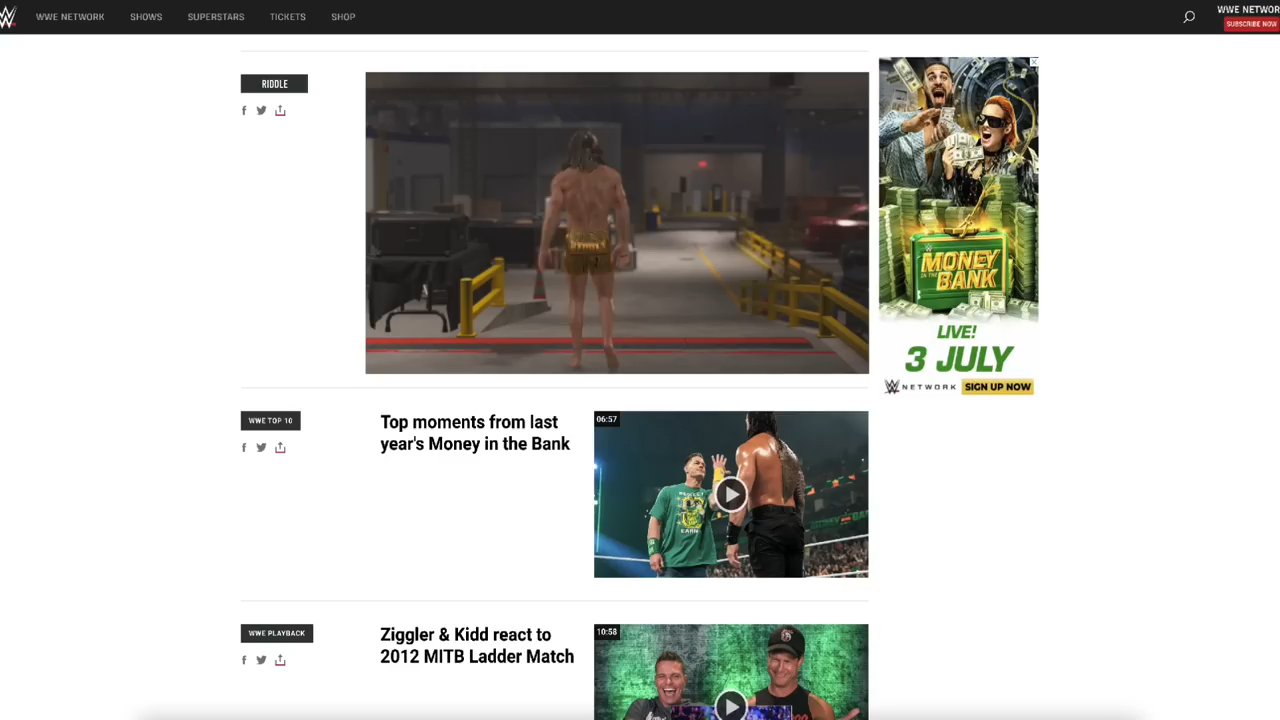 WWE NETWORK SHOWS SUPERSTARS TICKETS SHOP
WWE NETWOR
SUBSCRIBE NOW
RIDDLE
MONEY
IN THE BANK
LIVE!
3 JULY
NETWORK SIGN UP NOW
WWE TOP 10
Top moments from last
year's Money in the Bank
06:57
WWE PLAYBACK
Ziggler & Kidd react to
2012 MITB Ladder Match
10:58